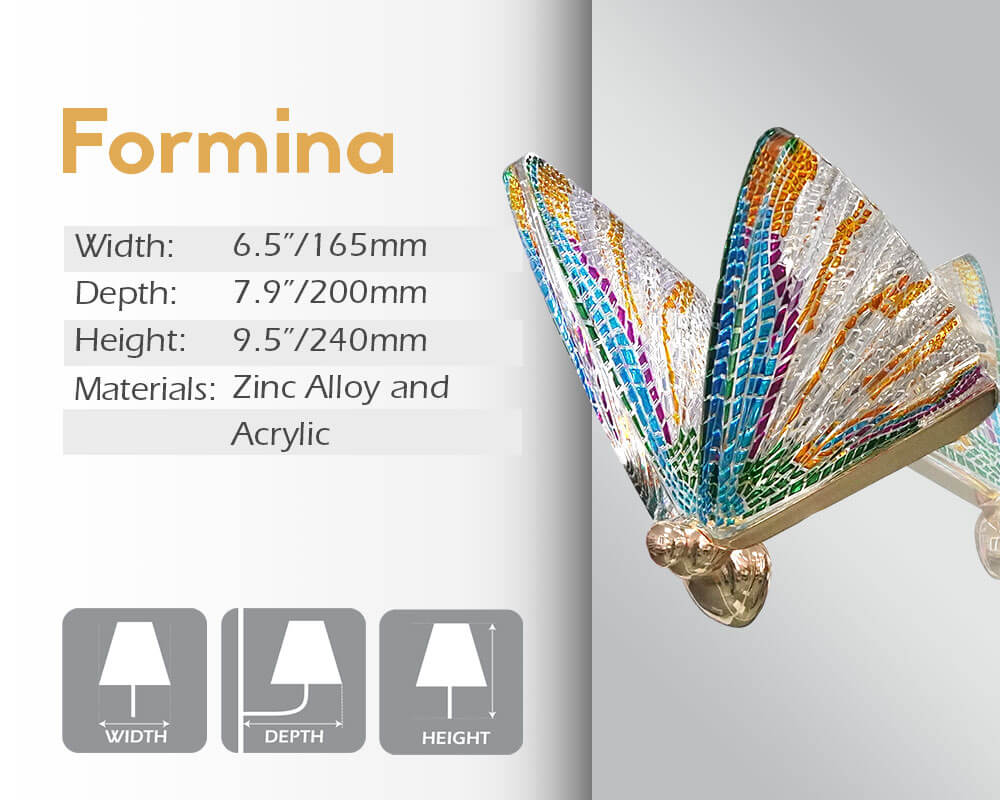 Formina
Width: 6.5”/165mm
Depth: 7.9”/200mm
Height: 9.5”/240mm
Materials: Zinc Alloy and
Acrylic
WIDTH
DEPTH
HEIGHT